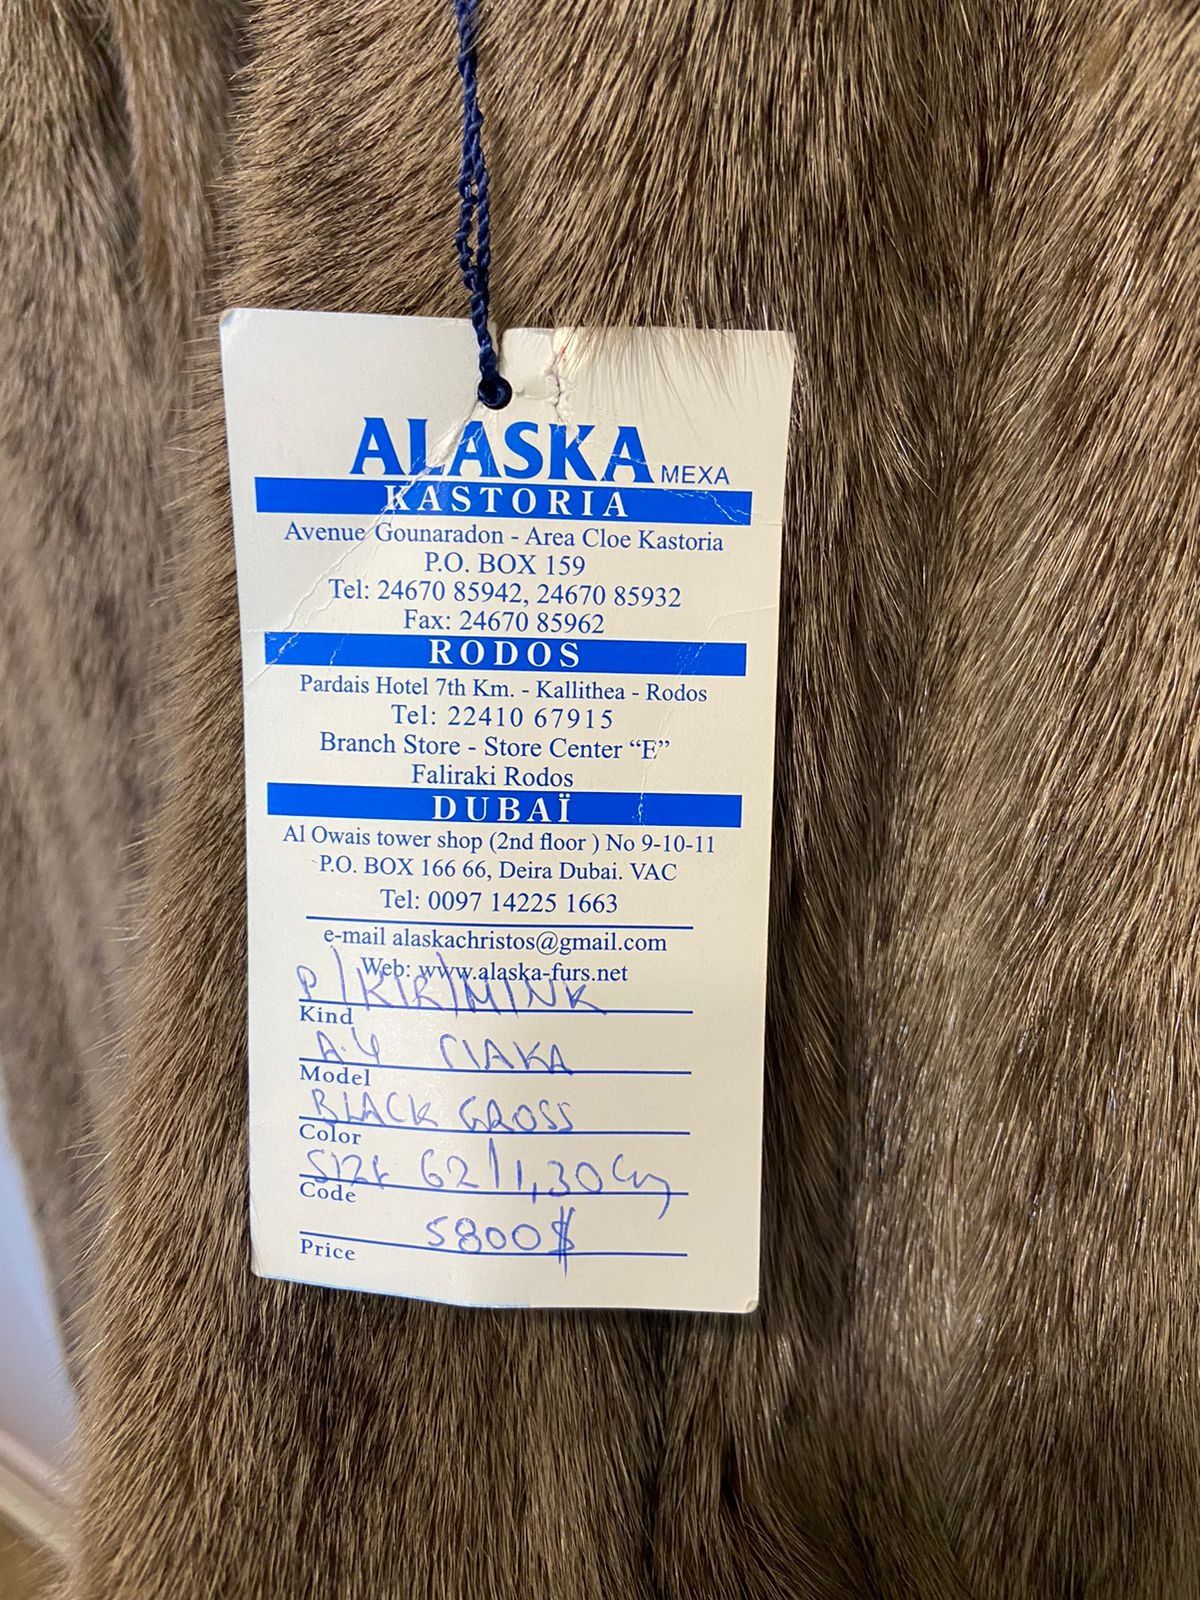 ALASKA MEXA
KASTORIA
Avenue Gounaradon - Area Cloe Kastoria
P.O. BOX 159
Tel: 24670 85942, 24670 85932
Fax: 24670 85962
RODOS
Pardais Hotel 7th Km. - Kallithea - Rodos
Tel: 22410 67915
Branch Store - Store Center “E”
Faliraki Rodos
DUBAÏ
Al Owais tower shop (2nd floor ) No 9-10-11
P.O. BOX 166 66, Deira Dubai. VAC
Tel: 0097 14225 1663
e-mail alaskachristos@gmail.com
Web: www.alaska-furs.net
P/KIR/MINK
Kind
ΠΛΑΚΑ
Model
BLACK GROSS
Color
SIZE 62/1,30cm
Code
5800$
Price